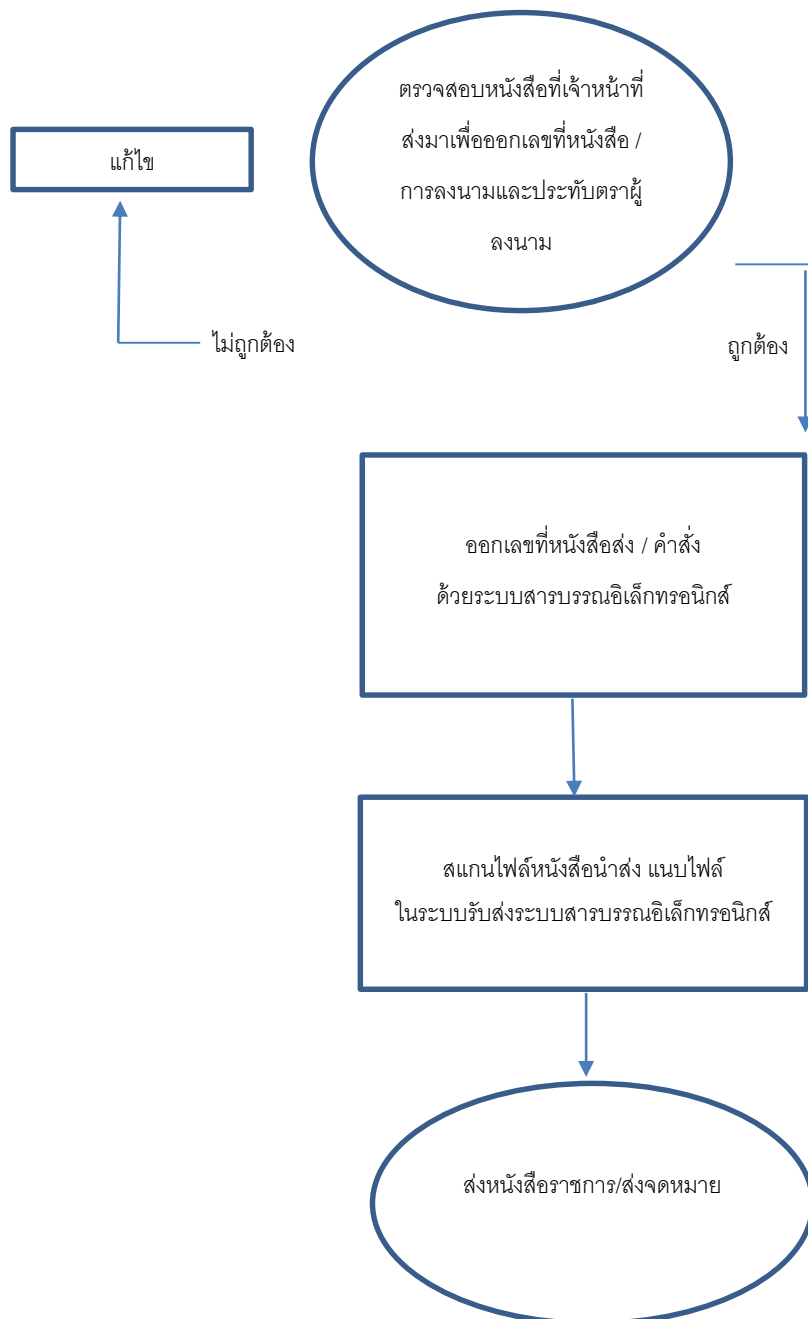 ตรวจสอบหนังสือที่เจ้าหน้าที่
ส่งมาเพื่อออกเลขที่หนังสือ /
การลงนามและประทับตราผู้
ลงนาม
แก้ไข
ไม่ถูกต้อง
ถูกต้อง
ออกเลขที่หนังสือส่ง / คำสั่ง
ด้วยระบบสารบรรณอิเล็กทรอนิกส์
สแกนไฟล์หนังสือนำส่ง แนบไฟล์
ในระบบรับส่งระบบสารบรรณอิเล็กทรอนิกส์
ส่งหนังสือราชการ/ส่งจดหมาย